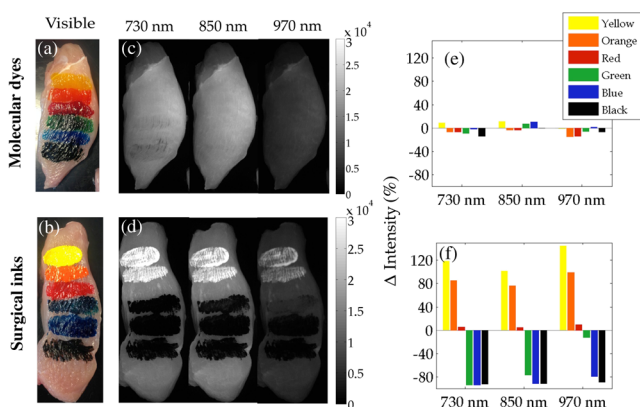 Visible
730 nm
850 nm
970 nm
Molecular dyes
(a)
(c)
x 10^4
3
2.5
2
1.5
1
0.5
0
Surgical inks
(b)
(d)
x 10^4
3
2.5
2
1.5
1
0.5
0
Δ Intensity (%)
(e)
120
80
40
0
-40
-80
730 nm
850 nm
970 nm
Yellow
Orange
Red
Green
Blue
Black
(f)
120
80
40
0
-40
-80
730 nm
850 nm
970 nm